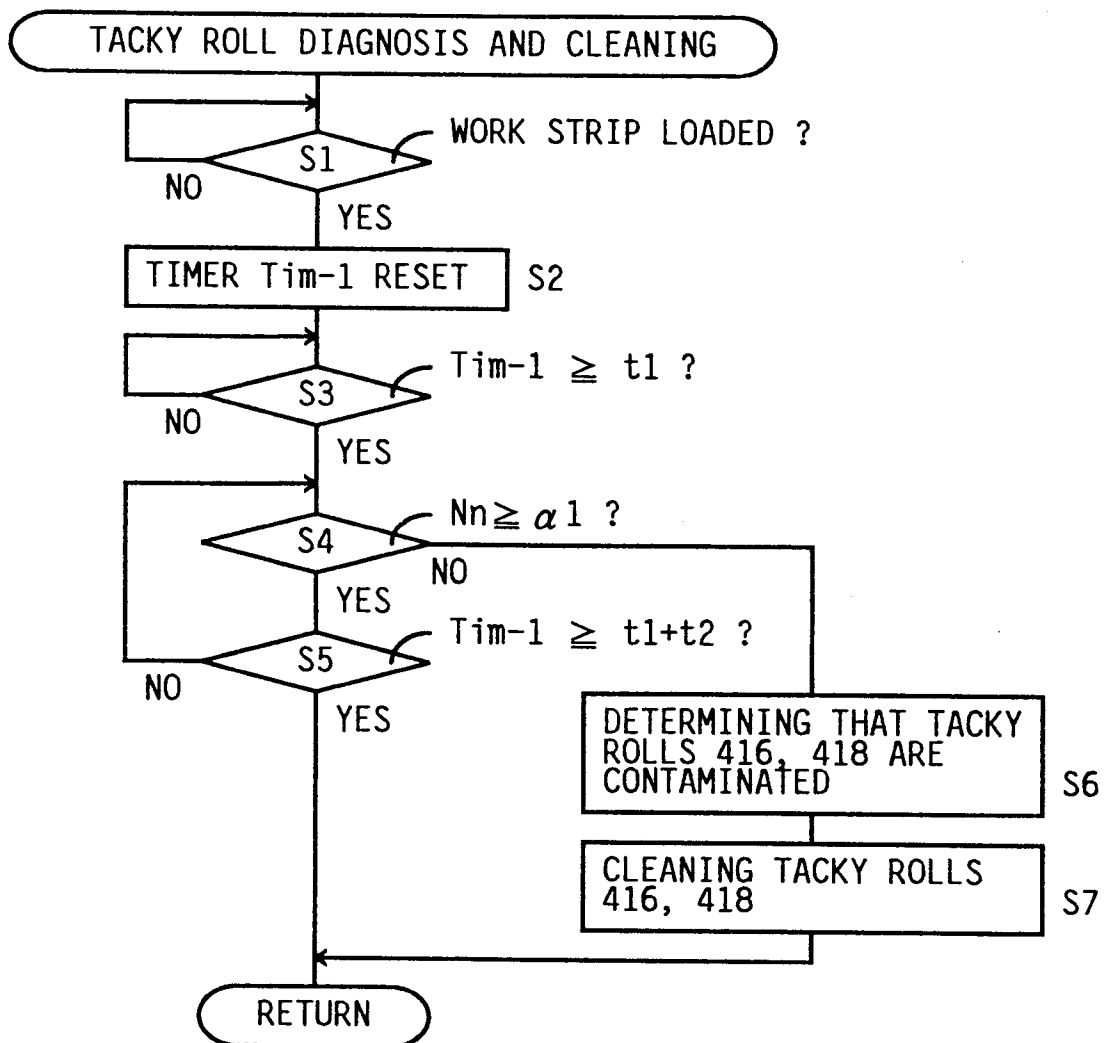 TACKY ROLL DIAGNOSIS AND CLEANING
WORK STRIP LOADED ?
S1
NO
YES
TIMER Tim-1 RESET
S2
Tim-1 ≧ t1 ?
S3
NO
YES
Nn≧ α1 ?
S4
NO
YES
Tim-1 ≧ t1+t2 ?
S5
NO
YES
DETERMINING THAT TACKY
ROLLS 416, 418 ARE
CONTAMINATED
S6
CLEANING TACKY ROLLS
416, 418
S7
RETURN